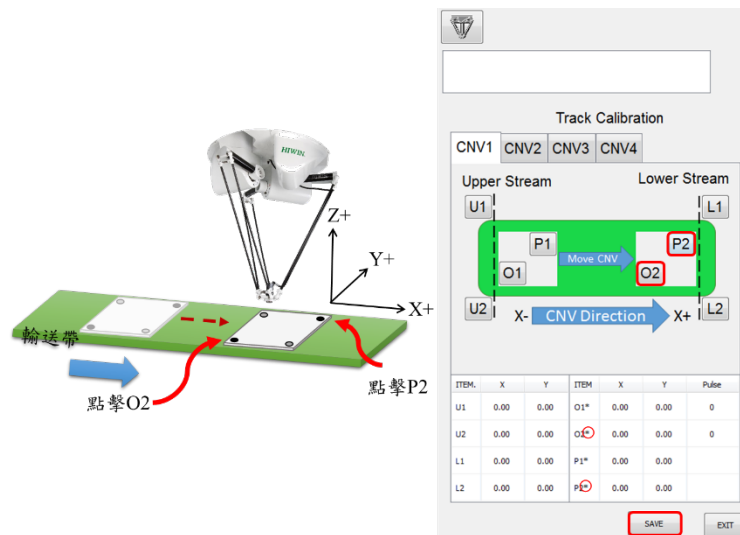 HIWIN
Z+
Y+
X+
輸送帶
點擊O2
點擊P2
Track Calibration
CNV1 CNV2 CNV3 CNV4
Upper Stream Lower Stream
U1 L1
P1 Move CNV P2
O1 O2
U2 X- CNV Direction X+ L2
ITEM. X Y ITEM X Y Pulse
U1 0.00 0.00 O1* 0.00 0.00 0
U2 0.00 0.00 O2* 0.00 0.00 0
L1 0.00 0.00 P1* 0.00 0.00
L2 0.00 0.00 P2* 0.00 0.00
SAVE EXIT